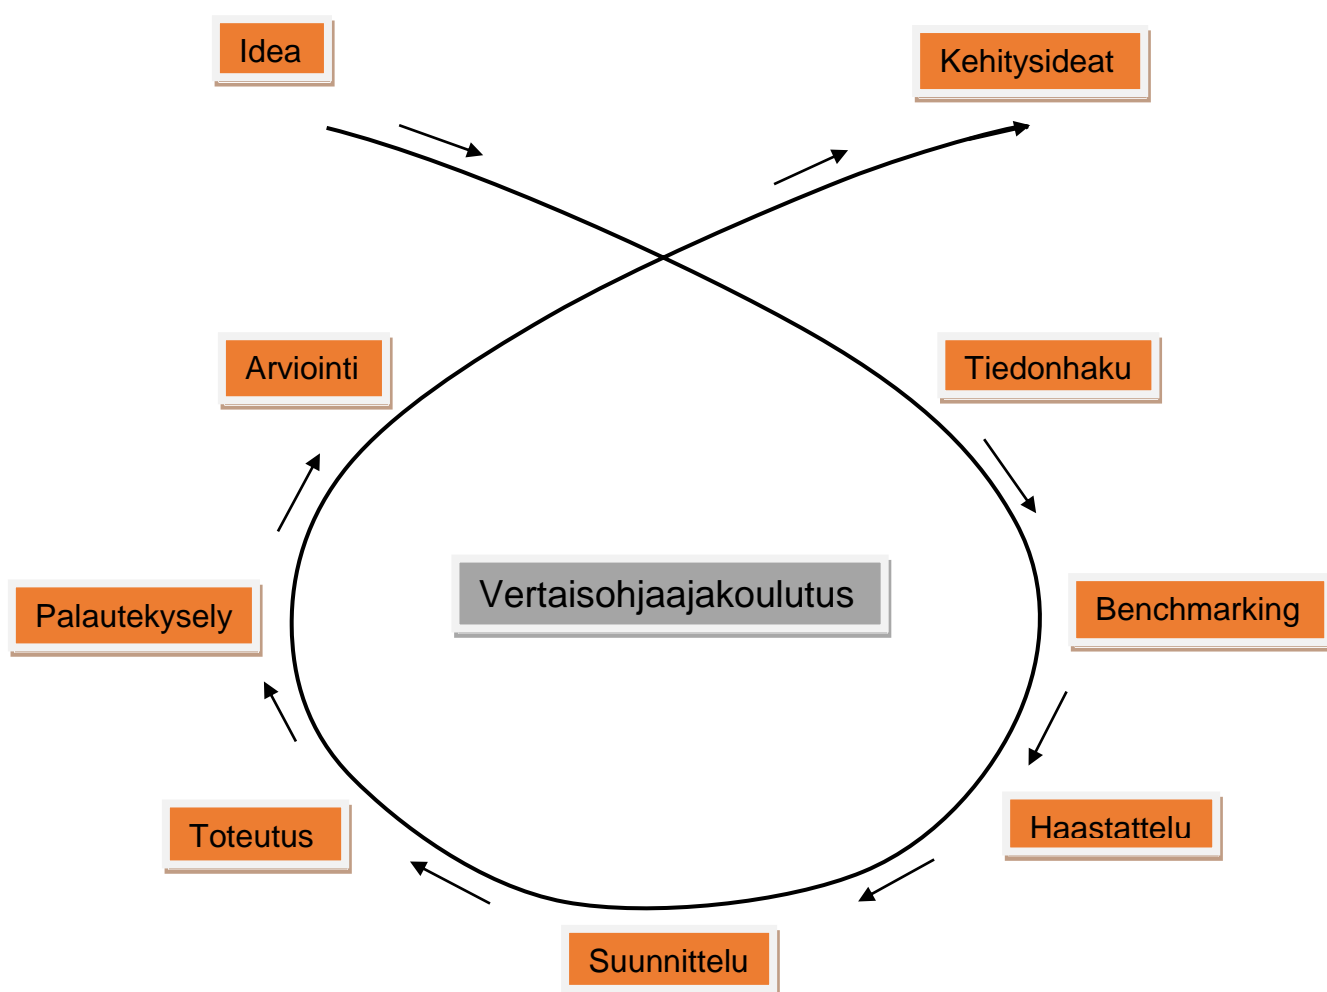 Idea
Kehitysideat
Arviointi
Tiedonhaku
Vertaisohjaajakoulutus
Palautekysely
Benchmarking
Toteutus
Haastattelu
Suunnittelu